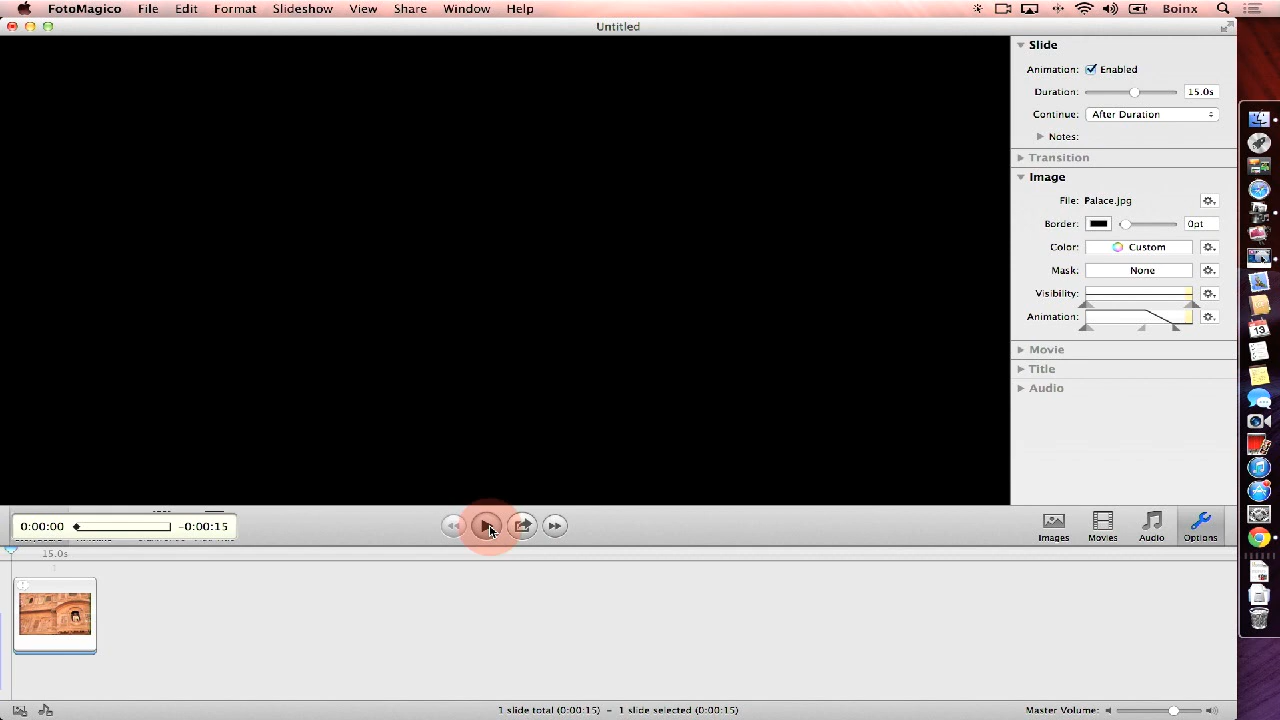 FotoMagico File Edit Format Slideshow View Share Window Help Boinx
Untitled
Slide
Animation: Enabled
Duration: 15.0s
Continue: After Duration
Notes:
Transition
Image
File: Palace.jpg
Border: 0pt
Color: Custom
Mask: None
Visibility:
Animation:
Movie
Title
Audio
0:00:00 -0:00:15
Images Movies Audio Options
15.0s
1
1 slide total (0:00:15) – 1 slide selected (0:00:15)
Master Volume:
13